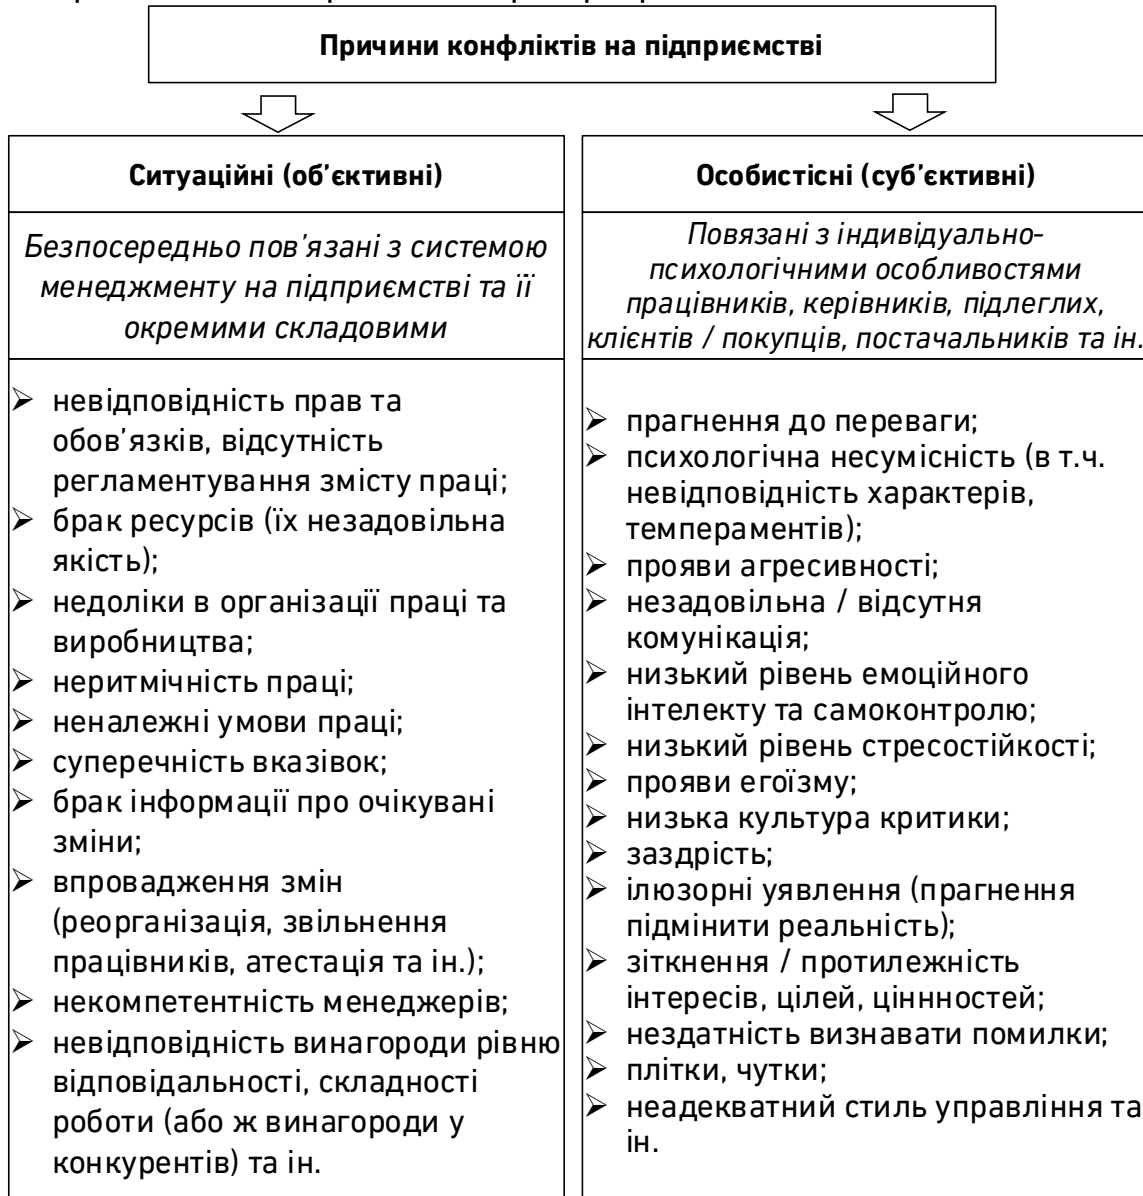 Причини конфліктів на підприємстві
Ситуаційні (об’єктивні)
Безпосередньо пов’язані з системою
менеджменту на підприємстві та її
окремими складовими
➢ невідповідність прав та
обов’язків, відсутність
регламентування змісту праці;
➢ брак ресурсів (їх незадовільна
якість);
➢ недоліки в організації праці та
виробництва;
➢ неритмічність праці;
➢ неналежні умови праці;
➢ суперечність вказівок;
➢ брак інформації про очікувані
зміни;
➢ впровадження змін
(реорганізація, звільнення
працівників, атестація та ін.);
➢ некомпетентність менеджерів;
➢ невідповідність винагороди рівню
відповідальності, складності
роботи (або ж винагороди у
конкурентів) та ін.
Особистісні (суб’єктивні)
Повязані з індивідуально-
психологічними особливостями
працівників, керівників, підлеглих,
клієнтів / покупців, постачальників та ін.
➢ прагнення до переваги;
➢ психологічна несумісність (в т.ч.
невідповідність характерів,
темпераментів);
➢ прояви агресивності;
➢ незадовільна / відсутня
комунікація;
➢ низький рівень емоційного
інтелекту та самоконтролю;
➢ низький рівень стресостійкості;
➢ прояви егоїзму;
➢ низька культура критики;
➢ заздрість;
➢ ілюзорні уявлення (прагнення
підмінити реальність);
➢ зіткнення / протилежність
інтересів, цілей, ціннностей;
➢ нездатність визнавати помилки;
➢ плітки, чутки;
➢ неадекватний стиль управління та
ін.